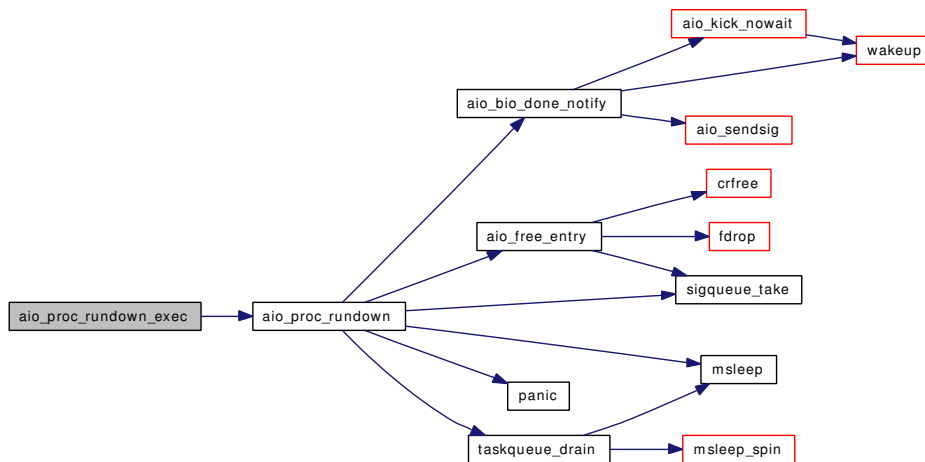 aio_kick_nowait
wakeup
aio_bio_done_notify
aio_sendsig
crfree
aio_free_entry
fdrop
sigqueue_take
aio_proc_rundown_exec
aio_proc_rundown
msleep
panic
taskqueue_drain
msleep_spin